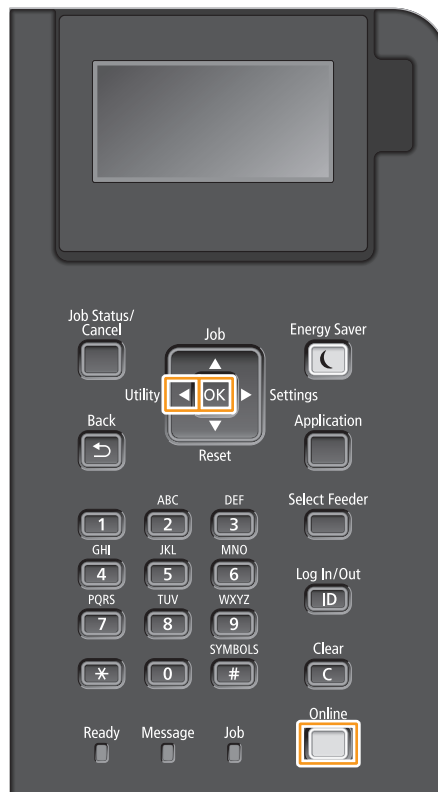 Job Status/
Cancel
Job
Energy Saver
Utility
OK
Settings
Back
Application
Reset
ABC
DEF
Select Feeder
1
2
3
GHI
JKL
MNO
4
5
6
Log In/Out
ID
PQRS
TUV
WXYZ
7
8
9
SYMBOLS
Clear
*
0
#
C
Online
Ready
Message
Job